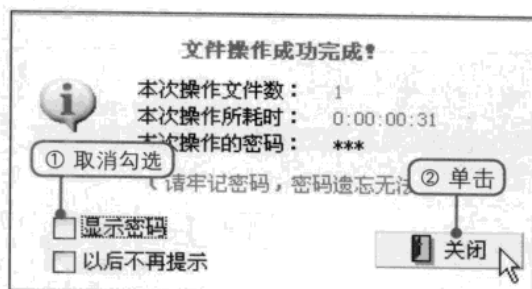 文件操作成功完成!
本次操作文件数： 1
本次操作所耗时： 0:00:00:31
本次操作的密码： ***
① 取消勾选
（请牢记密码，密码遗忘无法
② 单击
显示密码
关闭
以后不再提示